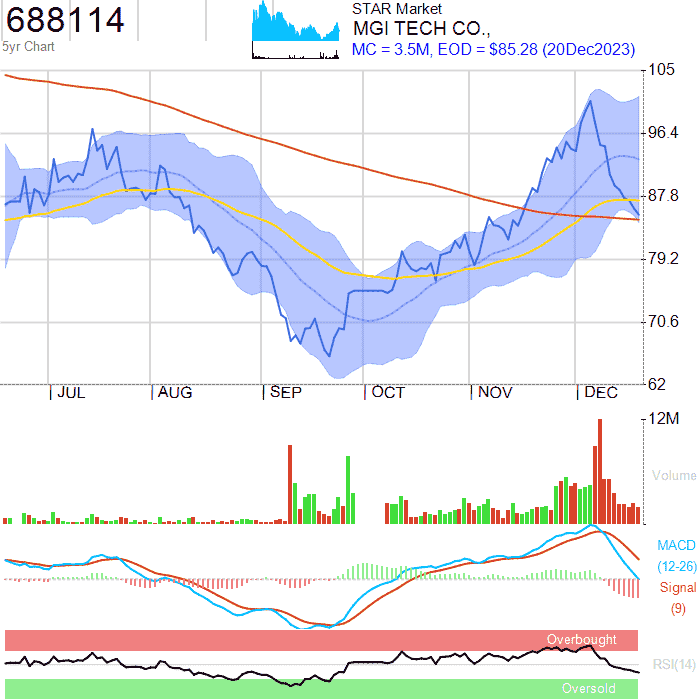 688114
5yr Chart
STAR Market
MGI TECH CO.,
MC = 3.5M, EOD = $85.28 (20Dec2023)
105
96.4
87.8
79.2
70.6
62
JUL AUG SEP OCT NOV DEC
12M
Volume
MACD
(12-26)
Signal
(9)
Overbought
RSI(14)
Oversold